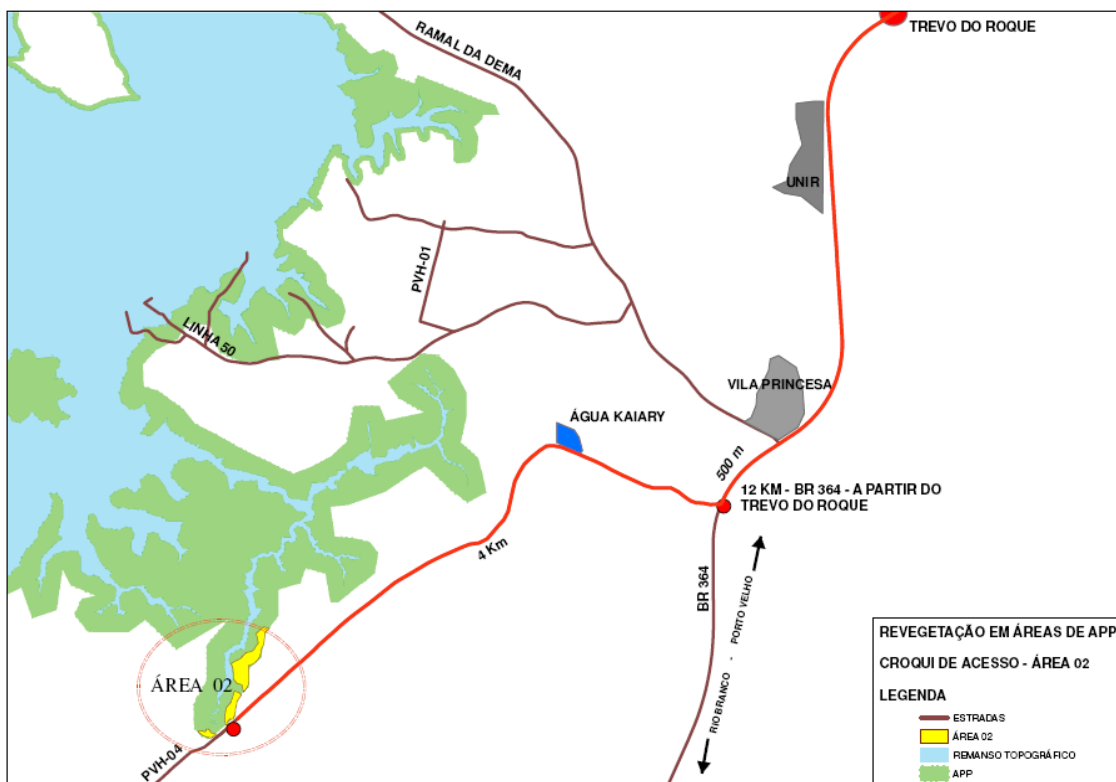 TREVO DO ROQUE
RAMAL DA DEMA
UNIR
PVH-01
LINHA 50
VILA PRINCESA
ÁGUA KAIARY
500 m
12 KM - BR 364 - A PARTIR DO
TREVO DO ROQUE
4 Km
BR 364
RIO BRANCO - PORTO VELHO
ÁREA 02
PVH-04
REVEGETAÇÃO EM ÁREAS DE APP
CROQUI DE ACESSO - ÁREA 02
LEGENDA
ESTRADAS
ÁREA 02
REMANSO TOPOGRÁFICO
APP